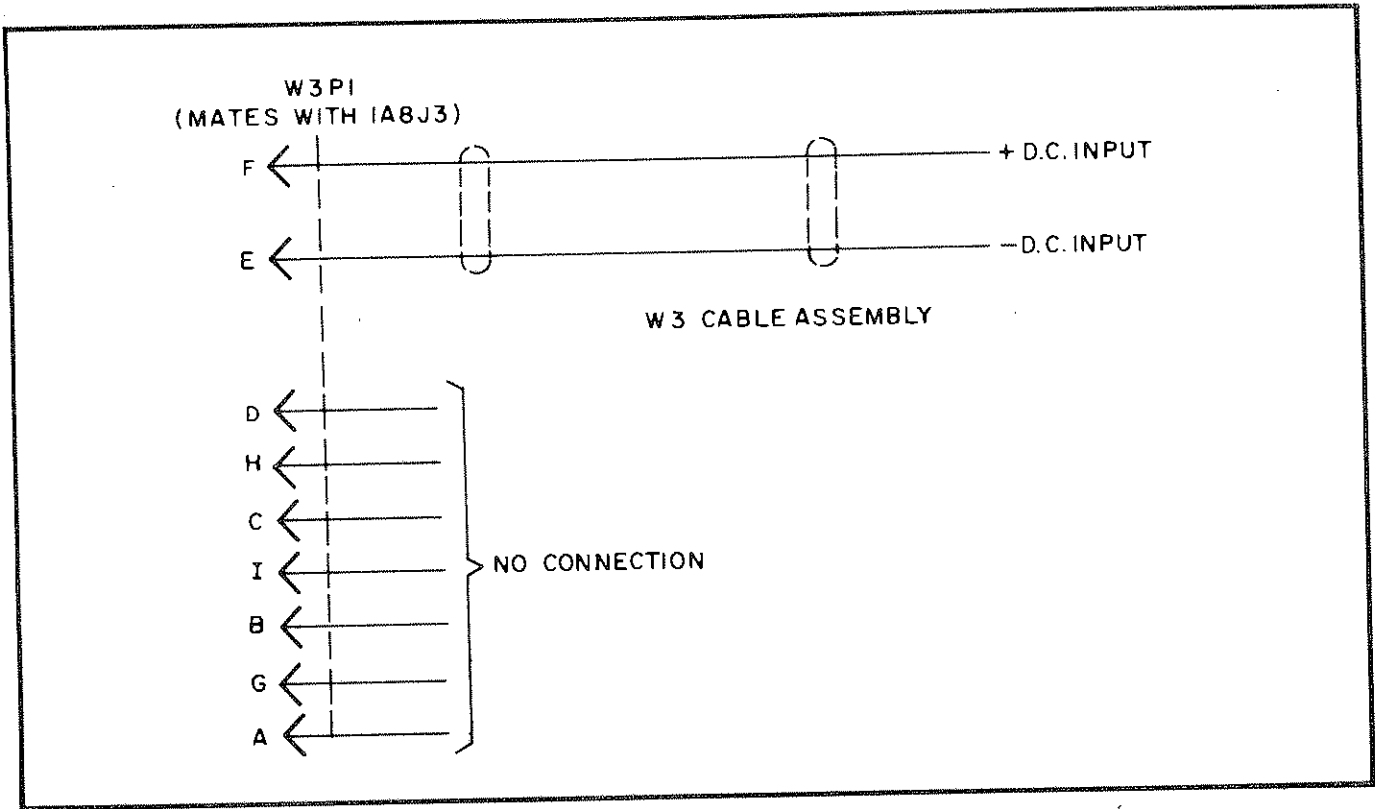 W3P1
(MATES WITH 1A8J3)
F
+ D.C. INPUT
E
- D.C. INPUT
W3 CABLE ASSEMBLY
D
H
C
I
NO CONNECTION
B
G
A